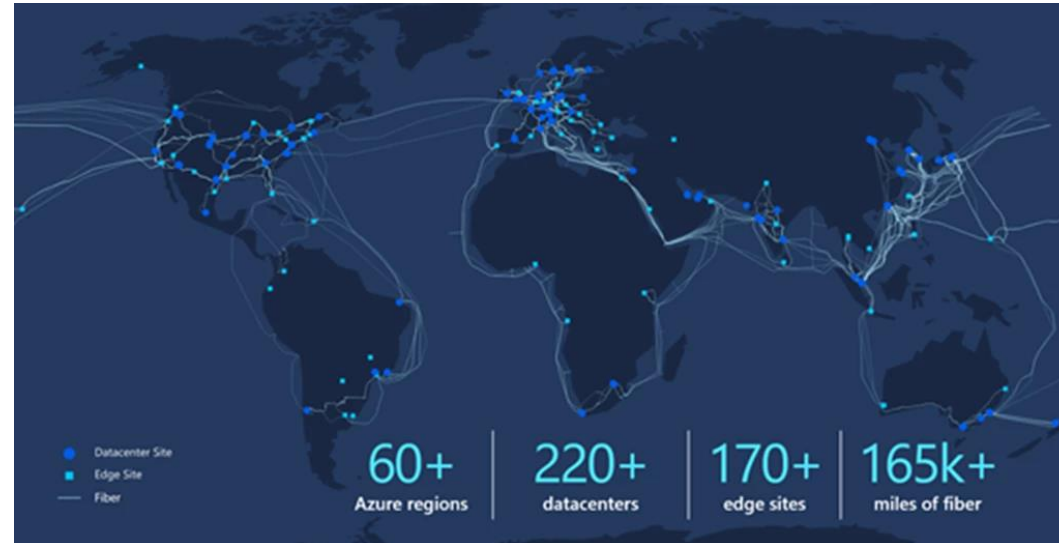 Datacenter Site
Edge Site
Fiber
60+
Azure regions
220+
datacenters
170+
edge sites
165k+
miles of fiber